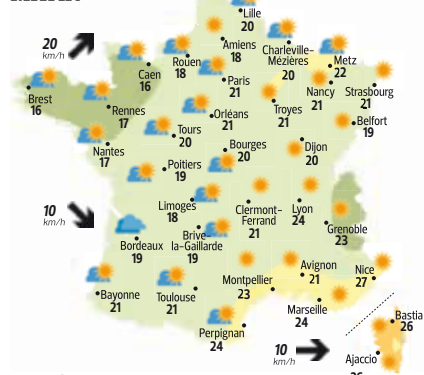 Lille
20
20
km/h
Amiens
18
Rouen
18
Charleville-
Mézières
20
Metz
22
Caen
16
Paris
21
Nancy
21
Strasbourg
21
Brest
16
Rennes
17
Orléans
21
Troyes
21
Belfort
19
Tours
20
Nantes
17
Bourges
20
Dijon
20
Poitiers
19
10
km/h
Limoges
18
Clermont-
Ferrand
21
Lyon
24
Grenoble
23
Bordeaux
19
Brive
la-Gaillarde
19
Avignon
21
Nice
27
Bayonne
21
Toulouse
21
Montpellier
23
Marseille
24
Perpignan
24
Bastia
26
10
km/h
Ajaccio